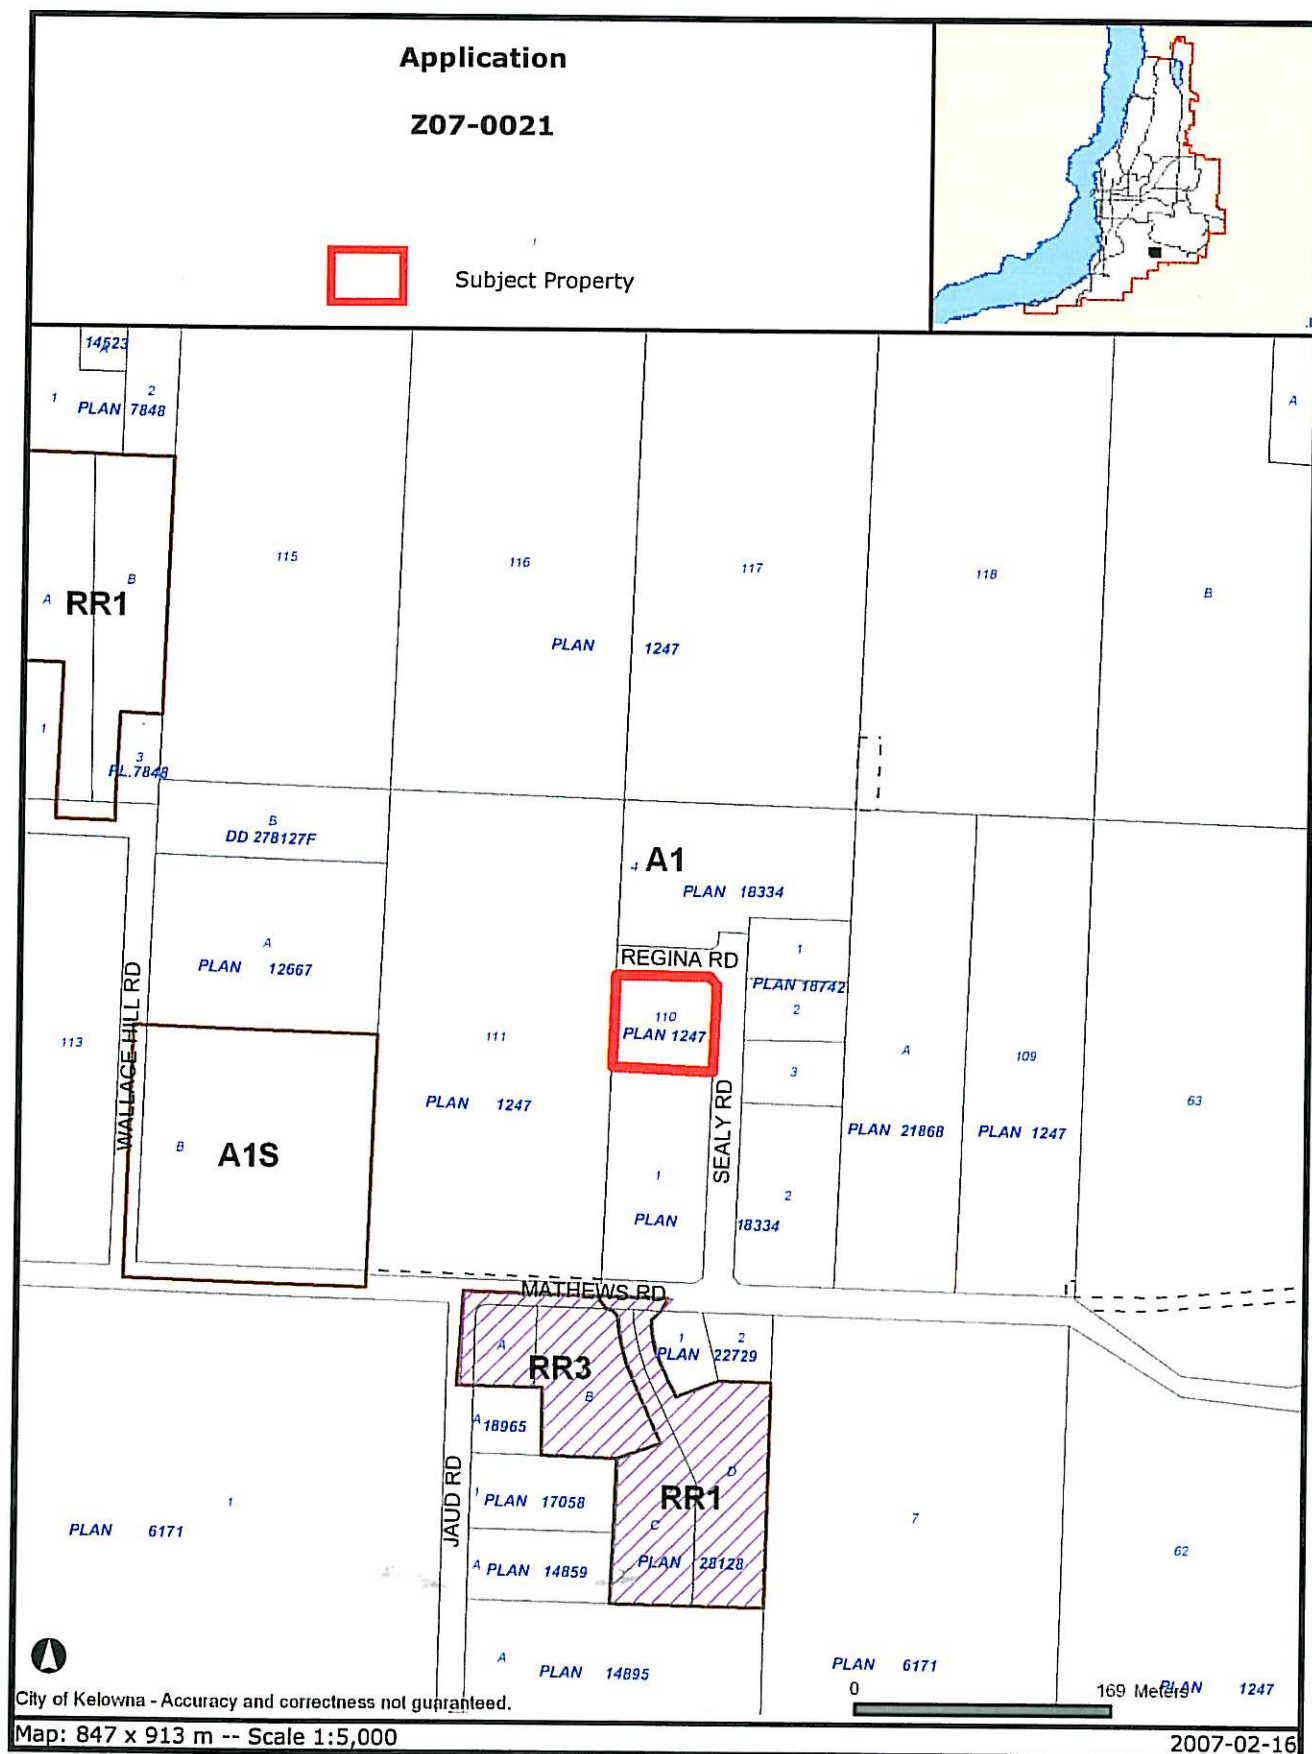 Application
Z07-0021
Subject Property
14523
A
1
2
PLAN 7848
A
115
116
117
118
B
B
A
RR1
PLAN 1247
1
3
PL.7848
B
DD 278127F
4
A1
PLAN 18334
A
PLAN 12667
1
REGINA RD
PLAN 18742
110
PLAN 1247
2
113
WALLACE HILL RD
111
A
109
3
PLAN 1247
63
SEALY RD
PLAN 21868
PLAN 1247
B
A1S
1
2
PLAN 18334
MATHEWS RD
A
1
2
PLAN 22729
RR3
B
A 18965
D
JAUD RD
1
PLAN 17058
RR1
1
PLAN 6171
C
7
62
A PLAN 14859
PLAN 28128
A
PLAN 14895
PLAN 6171
PLAN 1247
0
169 Meters
City of Kelowna - Accuracy and correctness not guaranteed.
Map: 847 x 913 m -- Scale 1:5,000
2007-02-16